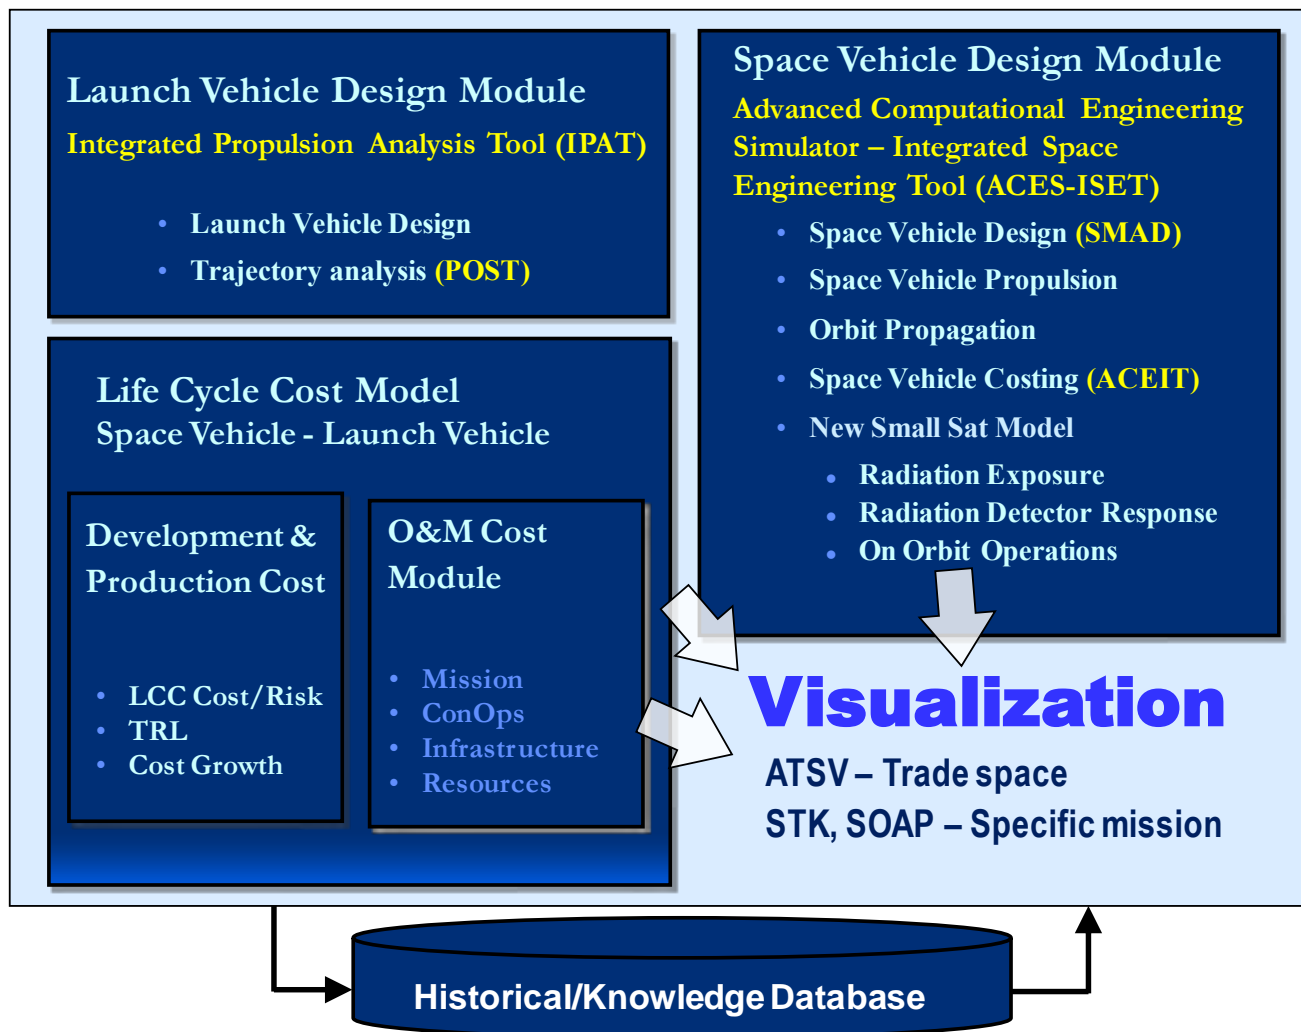 Launch Vehicle Design Module
Integrated Propulsion Analysis Tool (IPAT)
• Launch Vehicle Design
• Trajectory analysis (POST)
Space Vehicle Design Module
Advanced Computational Engineering
Simulator – Integrated Space
Engineering Tool (ACES-ISET)
• Space Vehicle Design (SMAD)
• Space Vehicle Propulsion
• Orbit Propagation
• Space Vehicle Costing (ACEIT)
• New Small Sat Model
• Radiation Exposure
• Radiation Detector Response
• On Orbit Operations
Life Cycle Cost Model
Space Vehicle - Launch Vehicle
Development &
Production Cost
• LCC Cost/Risk
• TRL
• Cost Growth
O&M Cost
Module
• Mission
• ConOps
• Infrastructure
• Resources
Visualization
ATSV – Trade space
STK, SOAP – Specific mission
Historical/Knowledge Database